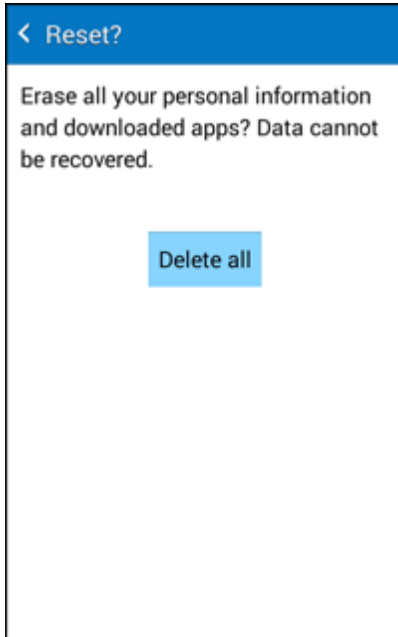 Reset?
Erase all your personal information
and downloaded apps? Data cannot
be recovered.
Delete all